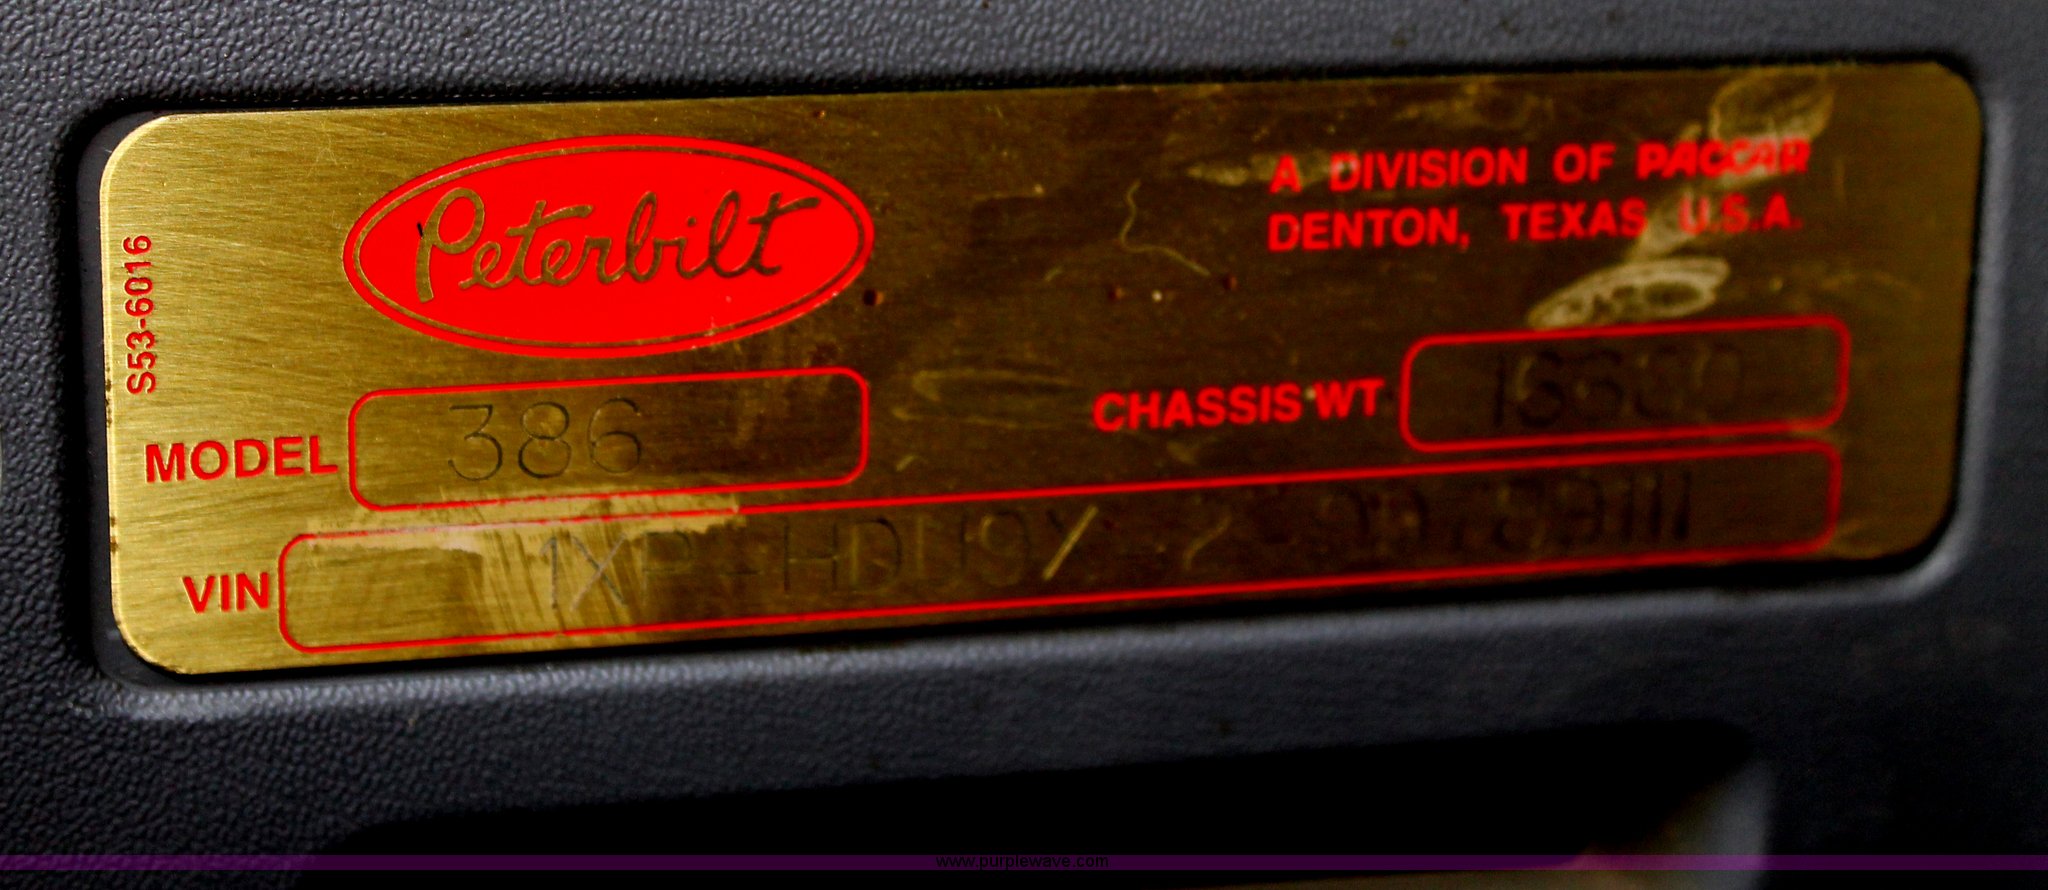 Peterbilt
A DIVISION OF PACCAR
DENTON, TEXAS U.S.A.
S53-6016
MODEL 386
CHASSIS WT
VIN
www.purplewave.com